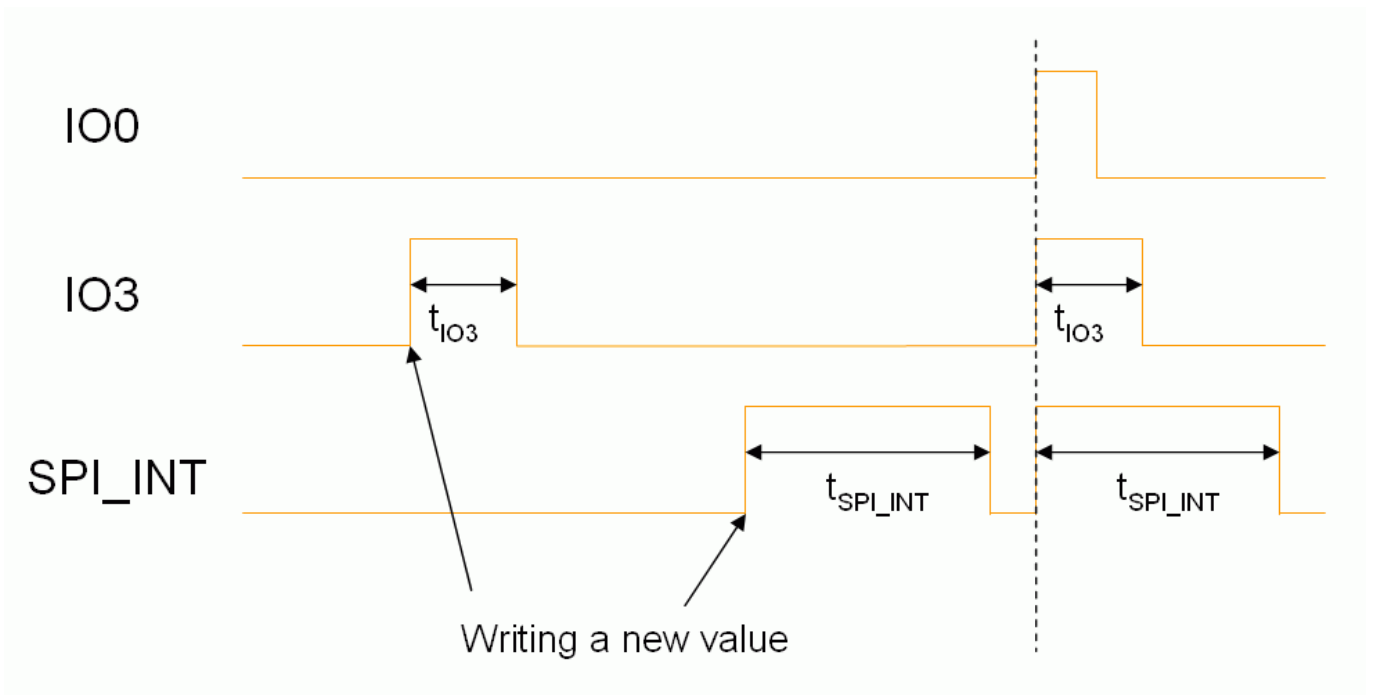 IO0
IO3
tIO3
tIO3
SPI_INT
tSPI_INT
tSPI_INT
Writing a new value